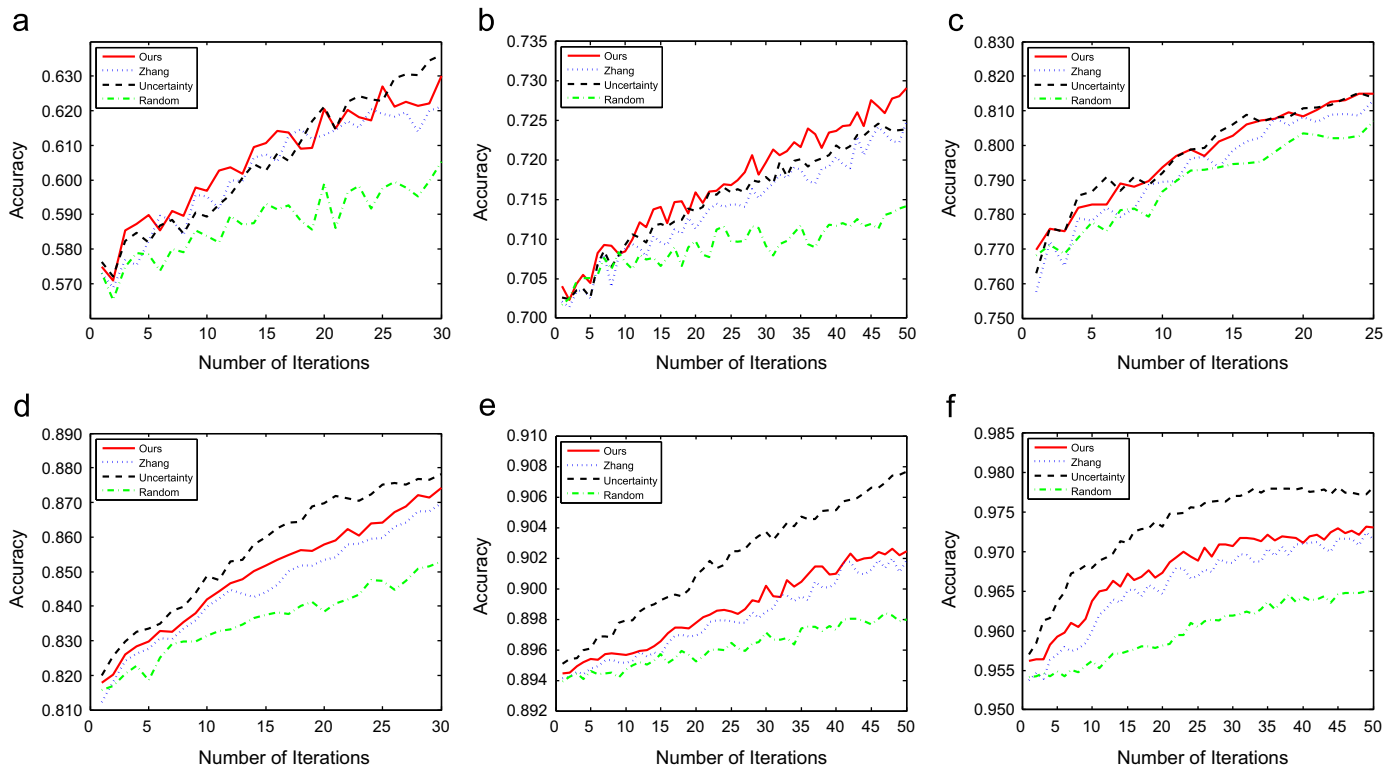 a
0.630
0.620
0.610
0.600
0.590
0.580
0.570
Accuracy
Ours
Zhang
Uncertainty
Random
0 5 10 15 20 25 30
Number of Iterations
b
0.735
0.730
0.725
0.720
0.715
0.710
0.705
0.700
Accuracy
Ours
Zhang
Uncertainty
Random
0 5 10 15 20 25 30 35 40 45 50
Number of Iterations
c
0.830
0.820
0.810
0.800
0.790
0.780
0.770
0.760
0.750
Accuracy
Ours
Zhang
Uncertainty
Random
0 5 10 15 20 25
Number of Iterations
d
0.890
0.880
0.870
0.860
0.850
0.840
0.830
0.820
0.810
Accuracy
Ours
Zhang
Uncertainty
Random
0 5 10 15 20 25 30
Number of Iterations
e
0.910
0.908
0.906
0.904
0.902
0.900
0.898
0.896
0.894
0.892
Accuracy
Ours
Zhang
Uncertainty
Random
0 5 10 15 20 25 30 35 40 45 50
Number of Iterations
f
0.985
0.980
0.975
0.970
0.965
0.960
0.955
0.950
Accuracy
Ours
Zhang
Uncertainty
Random
0 5 10 15 20 25 30 35 40 45 50
Number of Iterations